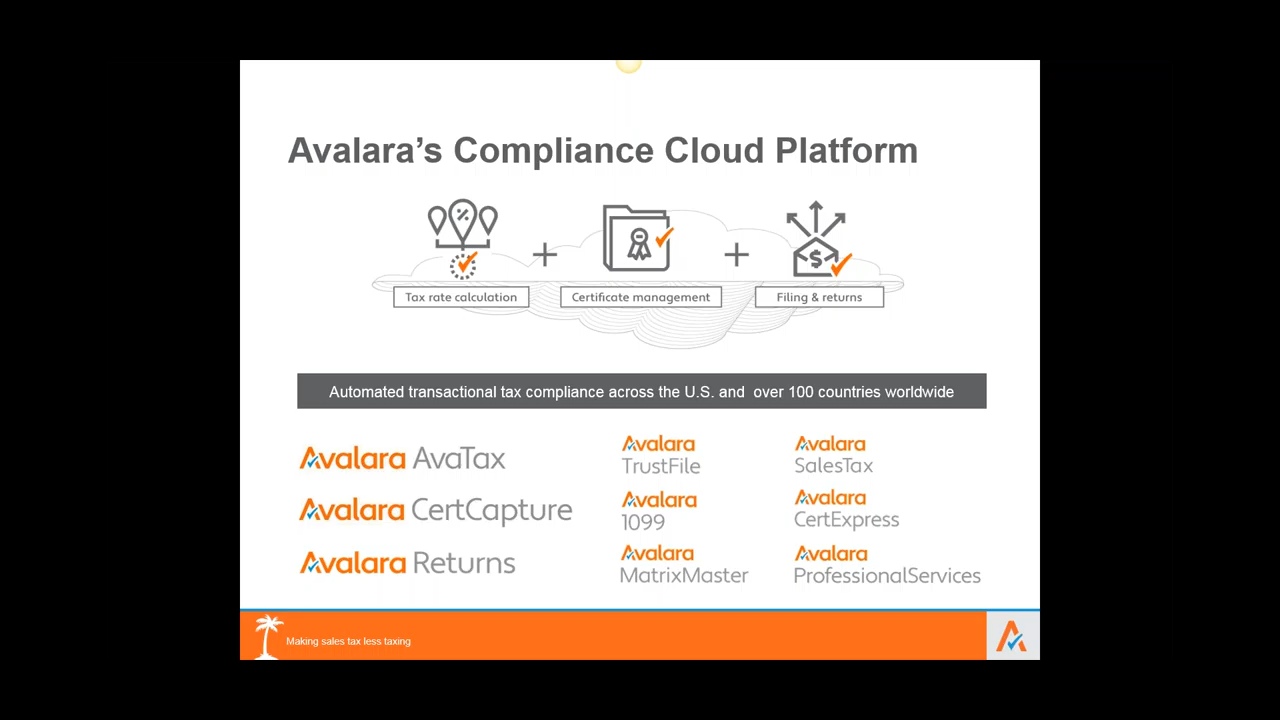 Avalara’s Compliance Cloud Platform
Tax rate calculation
Certificate management
Filing & returns
Automated transactional tax compliance across the U.S. and  over 100 countries worldwide
Avalara AvaTax
Avalara CertCapture
Avalara Returns
Avalara
TrustFile
Avalara
1099
Avalara
MatrixMaster
Avalara
SalesTax
Avalara
CertExpress
Avalara
ProfessionalServices
Making sales tax less taxing